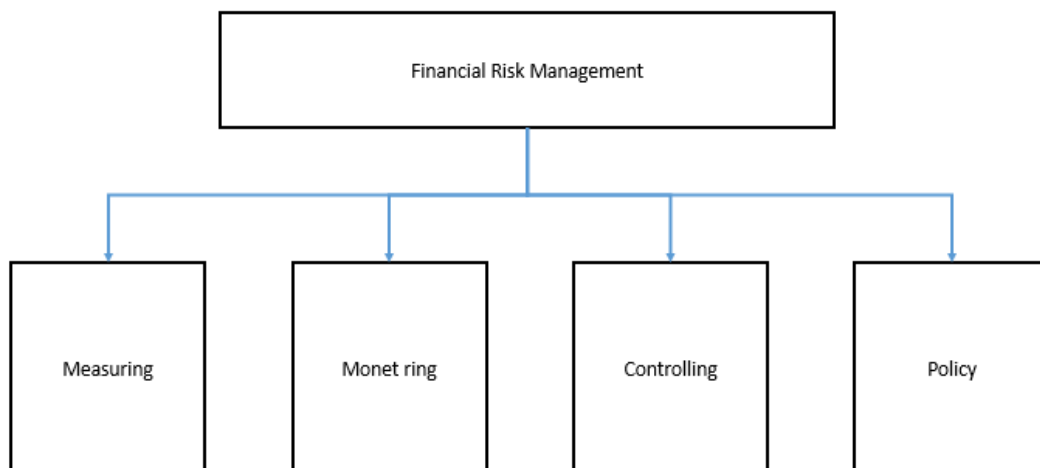 Financial Risk Management
Measuring
Monet ring
Controlling
Policy